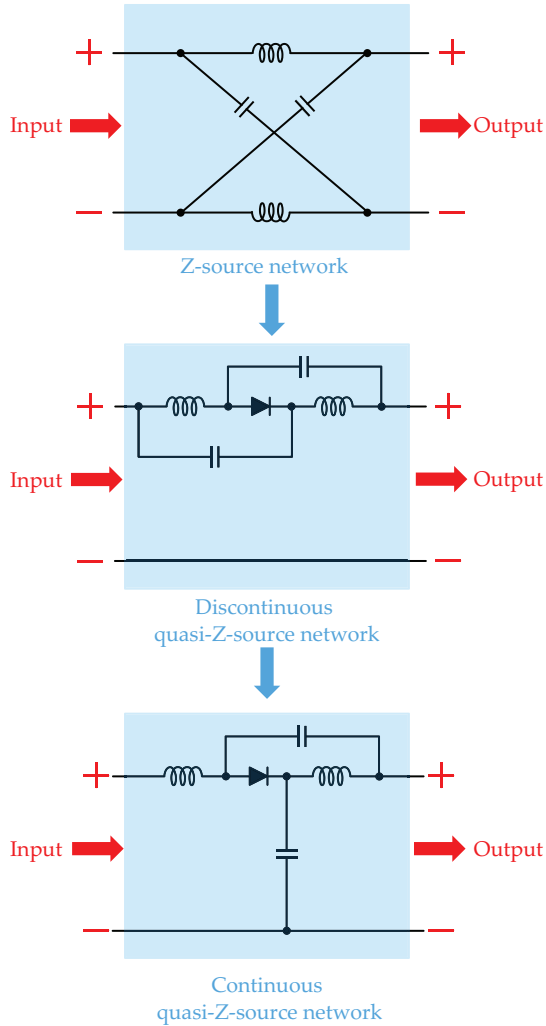 + +
Input Output
− −
Z-source network
+ +
Input Output
− −
Discontinuous
quasi-Z-source network
+ +
Input Output
− −
Continuous
quasi-Z-source network